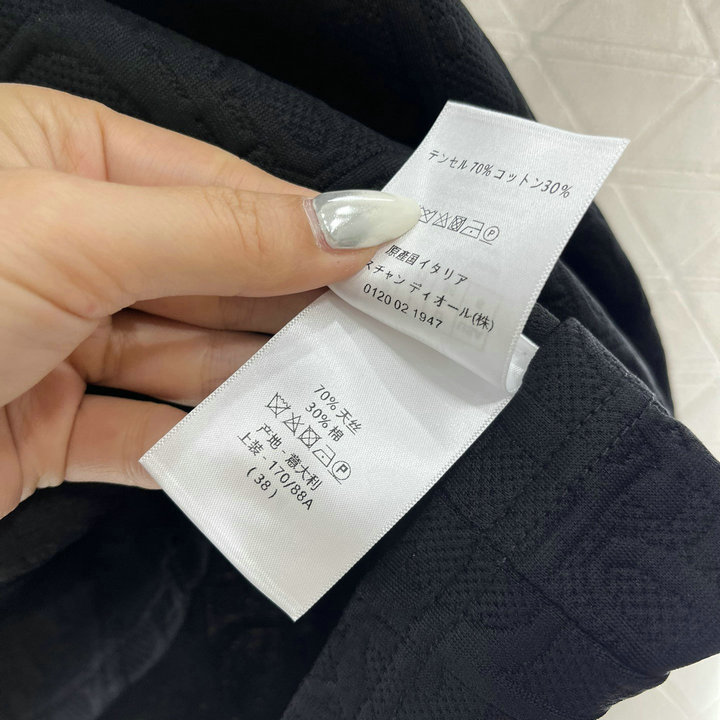 テンセル 70% コットン30%
P
原産国イタリア
スチャン ディオール(株)
0120 02 1947
70% 天丝
30% 棉
P
产地 - 意大利
上装 - 170/88A
( 38 )